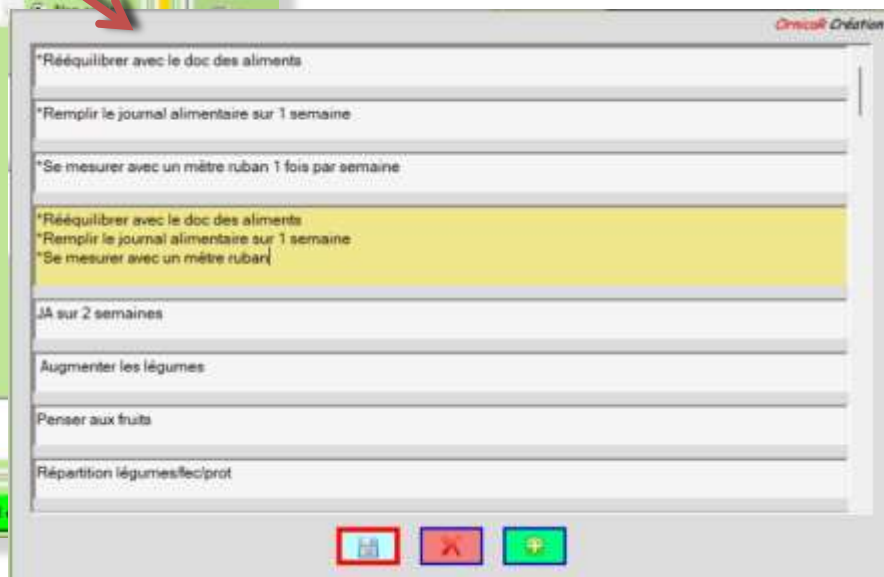 OrnicaR Création
*Rééquilibrer avec le doc des aliments
*Remplir le journal alimentaire sur 1 semaine
*Se mesurer avec un mètre ruban 1 fois par semaine
*Rééquilibrer avec le doc des aliments
*Remplir le journal alimentaire sur 1 semaine
*Se mesurer avec un mètre ruban
JA sur 2 semaines
Augmenter les légumes
Penser aux fruits
Répartition légumes/fec/prot